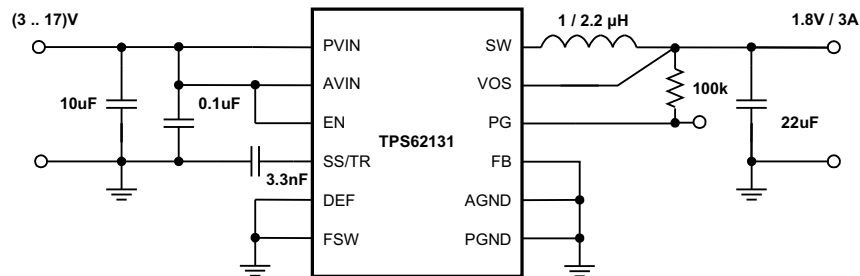 (3 .. 17)V
1 / 2.2 µH
1.8V / 3A
PVIN
SW
AVIN
VOS
10uF
0.1uF
100k
EN
PG
22uF
TPS62131
SS/TR
FB
3.3nF
DEF
AGND
FSW
PGND